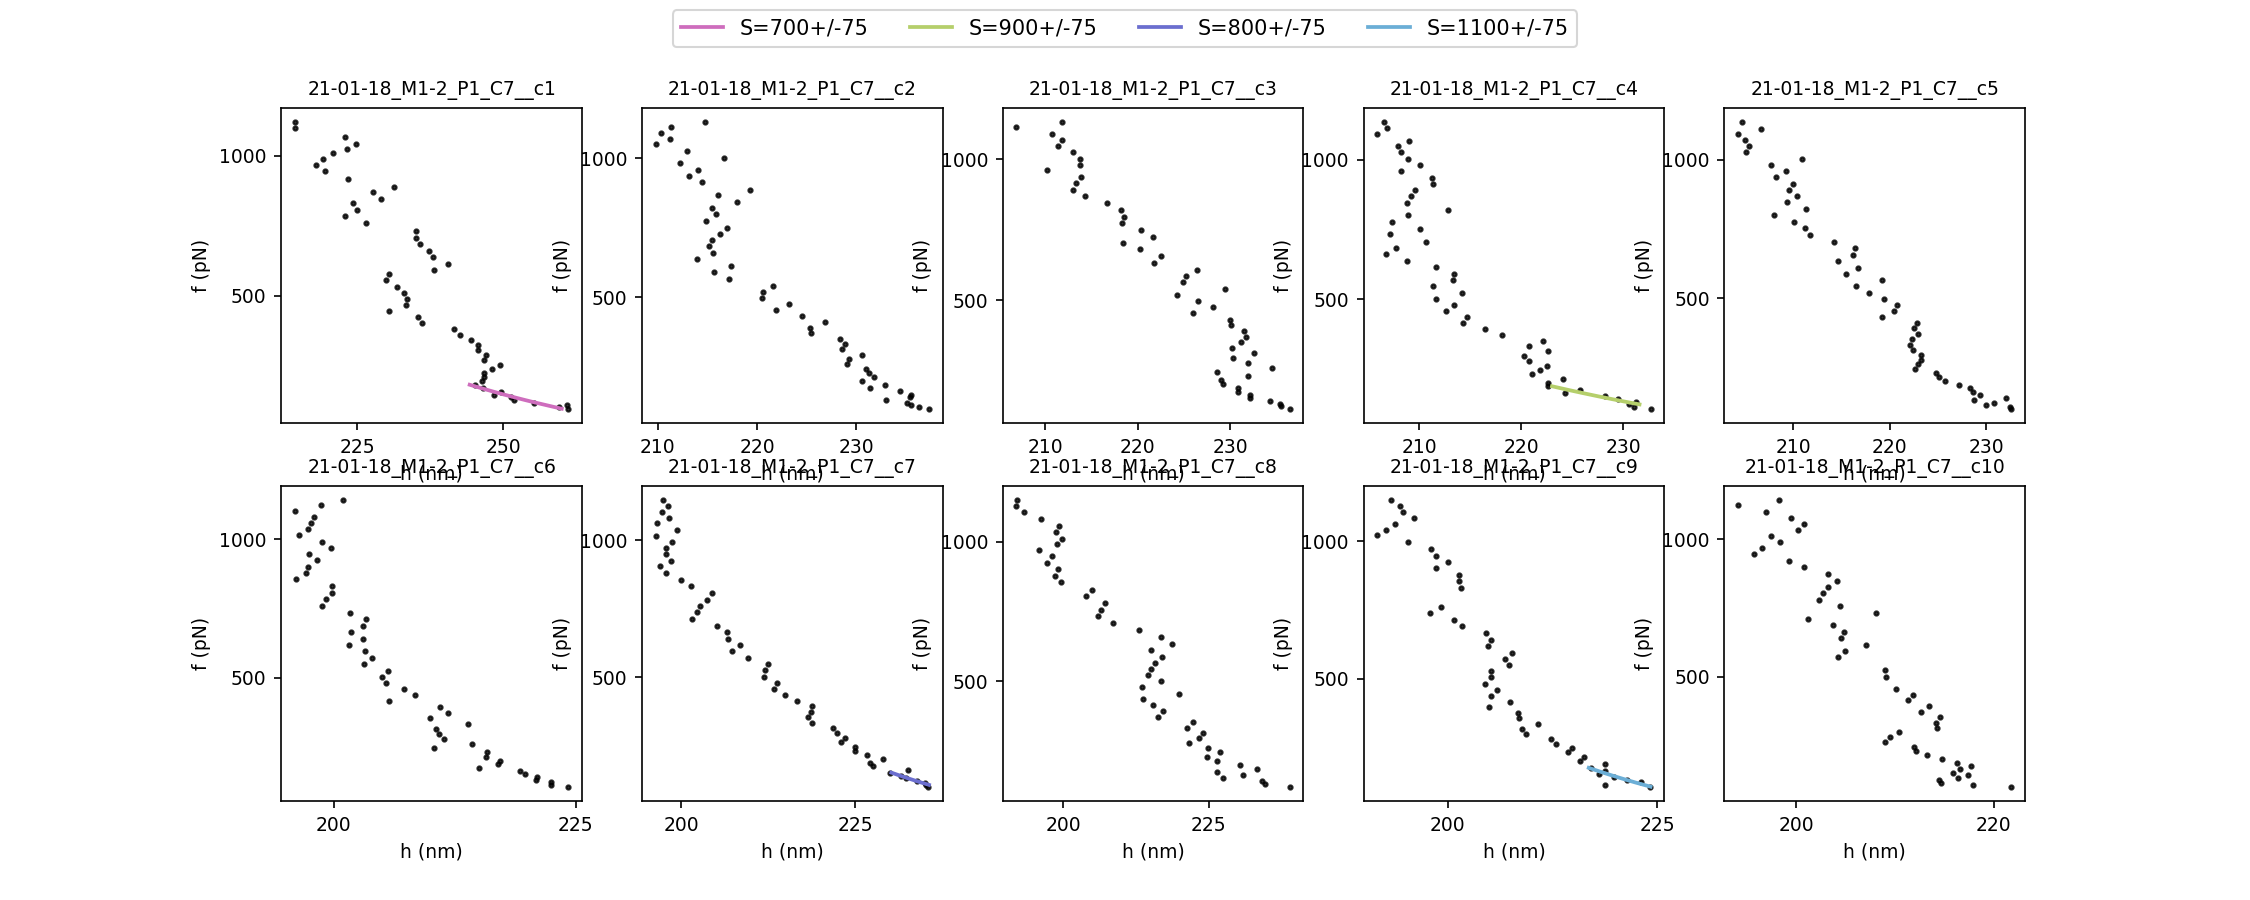 S=700+/-75 S=900+/-75 S=800+/-75 S=1100+/-75
21-01-18_M1-2_P1_C7__c1 21-01-18_M1-2_P1_C7__c2 21-01-18_M1-2_P1_C7__c3 21-01-18_M1-2_P1_C7__c4 21-01-18_M1-2_P1_C7__c5
1000 1000 1000 1000 1000
f (pN) f (pN) f (pN) f (pN) f (pN)
500 500 500 500 500
225 250 210 220 230 210 220 230 210 220 230 210 220 230
h (nm) h (nm) h (nm) h (nm) h (nm)
21-01-18_M1-2_P1_C7__c6 21-01-18_M1-2_P1_C7__c7 21-01-18_M1-2_P1_C7__c8 21-01-18_M1-2_P1_C7__c9 21-01-18_M1-2_P1_C7__c10
1000 1000 1000 1000 1000
f (pN) f (pN) f (pN) f (pN) f (pN)
500 500 500 500 500
200 225 200 225 200 225 200 225 200 220
h (nm) h (nm) h (nm) h (nm) h (nm)